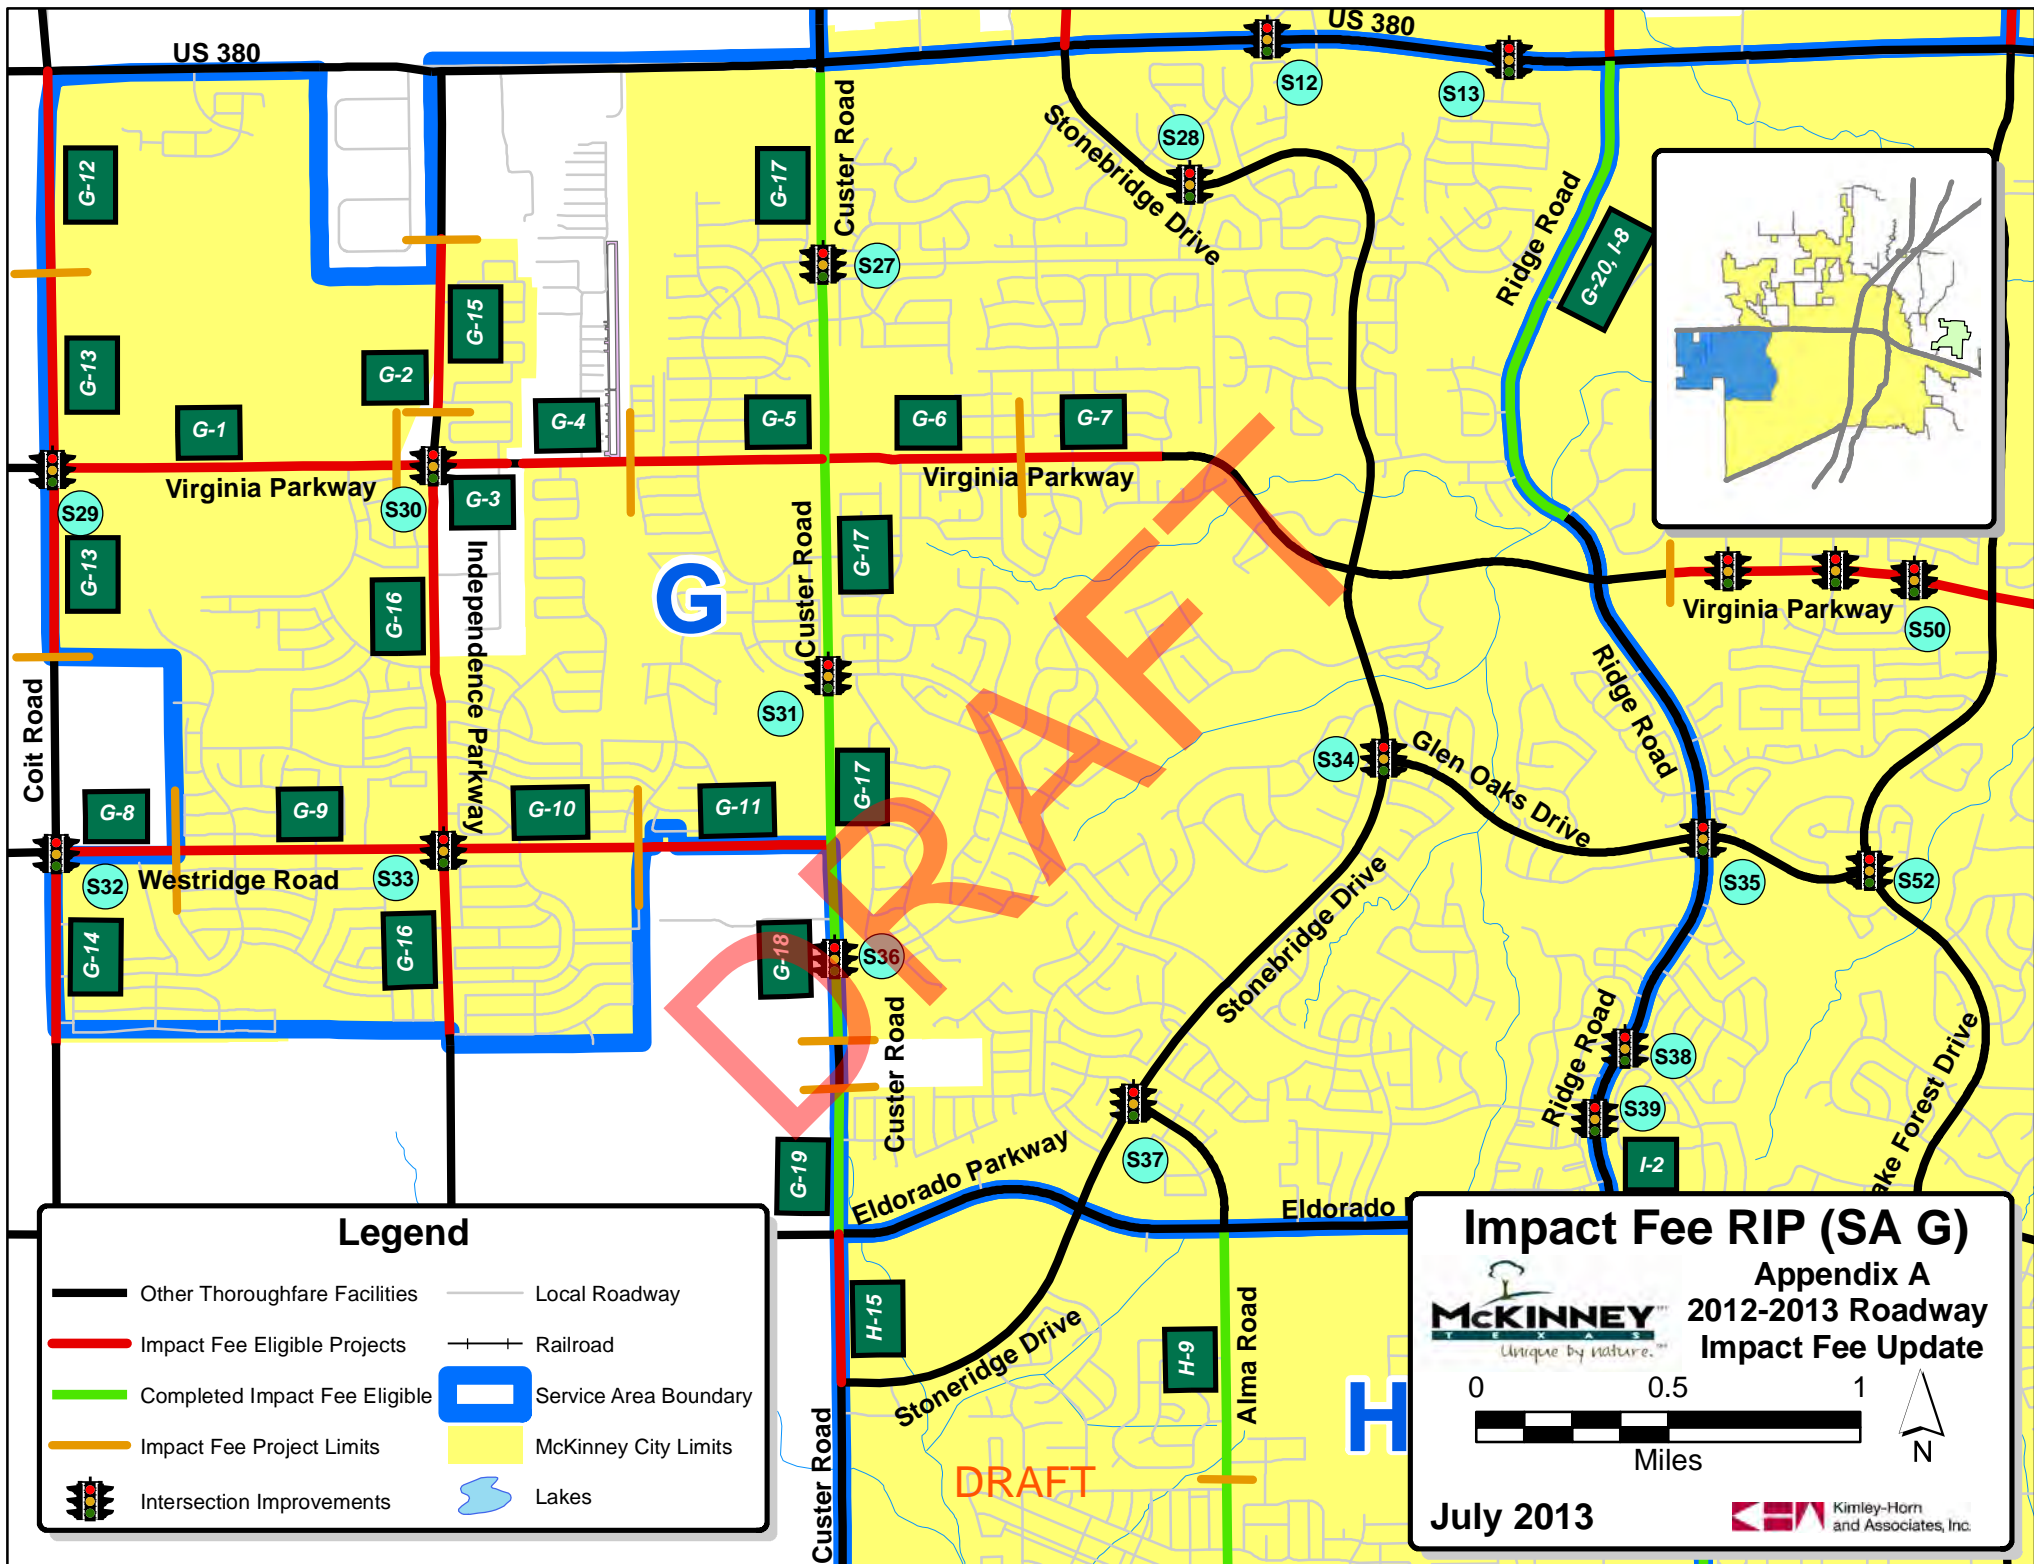 US 380
US 380
S12
S13
S28
Stonebridge Drive
G-12
G-17
Custer Road
Ridge Road
G-20, I-8
S27
G-15
G-13
G-2
G-1
G-4
G-5
G-6
G-7
Virginia Parkway
Virginia Parkway
S29
S30
G-3
G-13
G-16
Independence Parkway
G
Custer Road
G-17
Virginia Parkway
S50
Ridge Road
S31
Coit Road
S34
Glen Oaks Drive
G-8
G-9
G-10
G-11
G-17
Westridge Road
S32
S33
S35
S52
Stonebridge Drive
G-14
G-16
G-18
S36
DRAFT
Custer Road
Ridge Road
S38
S39
ake Forest Drive
S37
I-2
G-19
Eldorado Parkway
Eldorado
H-15
Stoneridge Drive
H-9
Alma Road
H
Custer Road
DRAFT
Legend
Other Thoroughfare Facilities
Local Roadway
Impact Fee Eligible Projects
Railroad
Completed Impact Fee Eligible
Service Area Boundary
Impact Fee Project Limits
McKinney City Limits
Intersection Improvements
Lakes
Impact Fee RIP (SA G)
Appendix A
2012-2013 Roadway
Impact Fee Update
McKINNEY
TEXAS
Unique by nature.
0 0.5 1
Miles
N
July 2013
Kimley-Horn
and Associates, Inc.